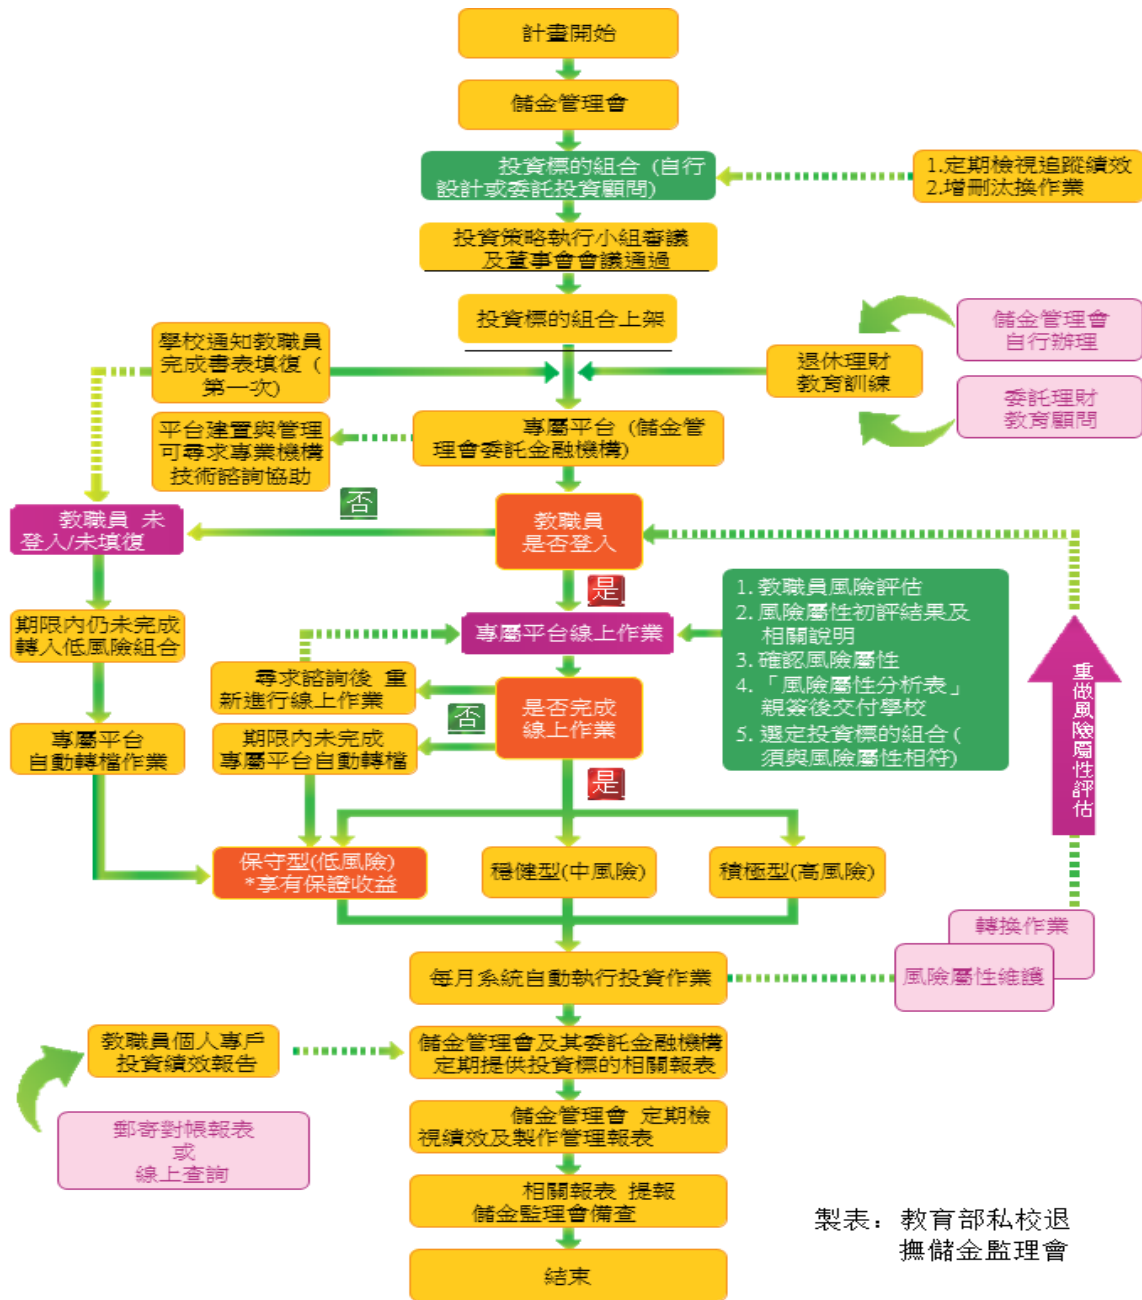 計畫開始
儲金管理會
投資標的組合 (自行
設計或委託投資顧問)
1.定期檢視追蹤績效
2.增刪汰換作業
投資策略執行小組審議
及董事會會議通過
投資標的組合上架
學校通知教職員
完成書表填復 (
第一次)
退休理財
教育訓練
儲金管理會
自行辦理
委託理財
教育顧問
平台建置與管理
可尋求專業機構
技術諮詢協助
專屬平台 (儲金管
理會委託金融機構)
否
教職員 未
登入/未填復
教職員
是否登入
是
期限內仍未完成
轉入低風險組合
專屬平台線上作業
1. 教職員風險評估
2. 風險屬性初評結果及
相關說明
3. 確認風險屬性
4. 「風險屬性分析表」
親簽後交付學校
5. 選定投資標的組合 (
須與風險屬性相符)
重做風險屬性評估
尋求諮詢後 重
新進行線上作業
否
是否完成
線上作業
專屬平台
自動轉檔作業
期限內未完成
專屬平台自動轉檔
是
保守型(低風險)
*享有保證收益
穩健型(中風險)
積極型(高風險)
轉換作業
風險屬性維護
每月系統自動執行投資作業
教職員個人專戶
投資績效報告
儲金管理會及其委託金融機構
定期提供投資標的相關報表
郵寄對帳報表
或
線上查詢
儲金管理會 定期檢
視績效及製作管理報表
相關報表 提報
儲金監理會備查
製表：教育部私校退
撫儲金監理會
結束